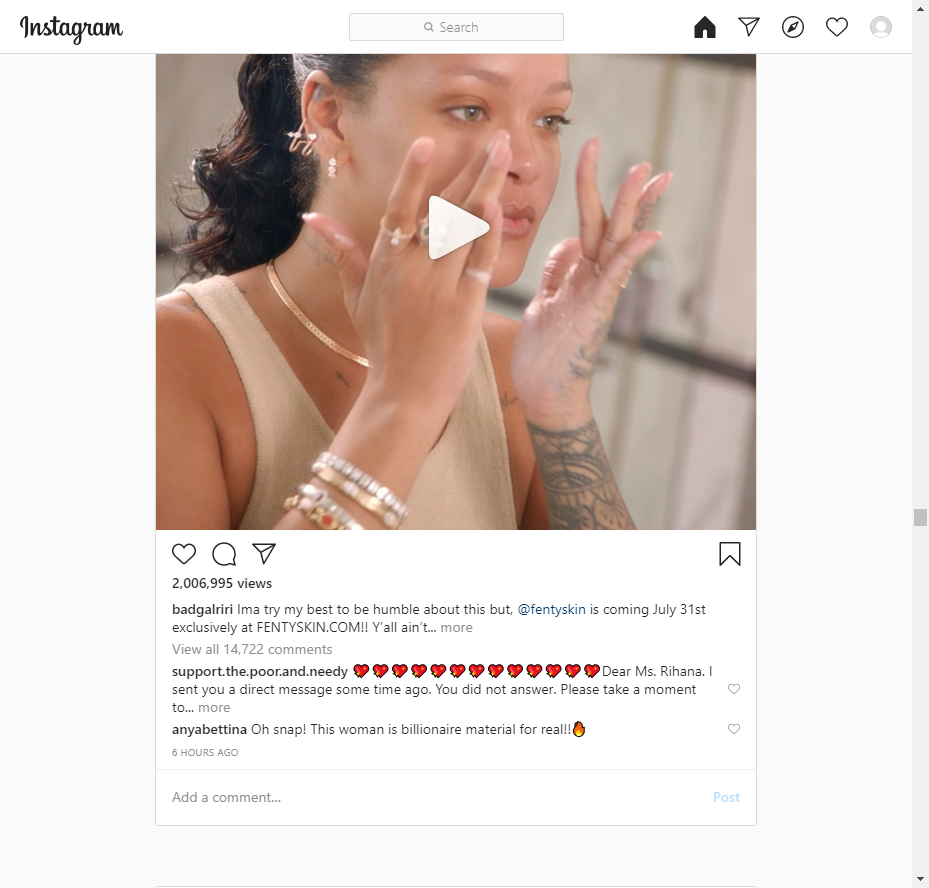 Instagram
Search
2,006,995 views
badgalriri Ima try my best to be humble about this but, @fentyskin is coming July 31st
exclusively at FENTYSKIN.COM!! Y'all ain't... more
View all 14,722 comments
support.the.poor.and.needy 💘💘💘💘💘💘💘💘💘💘💘💘💘Dear Ms. Rihana. I
sent you a direct message some time ago. You did not answer. Please take a moment
to... more
anyabettina Oh snap! This woman is billionaire material for real!!🔥
6 HOURS AGO
Add a comment...
Post